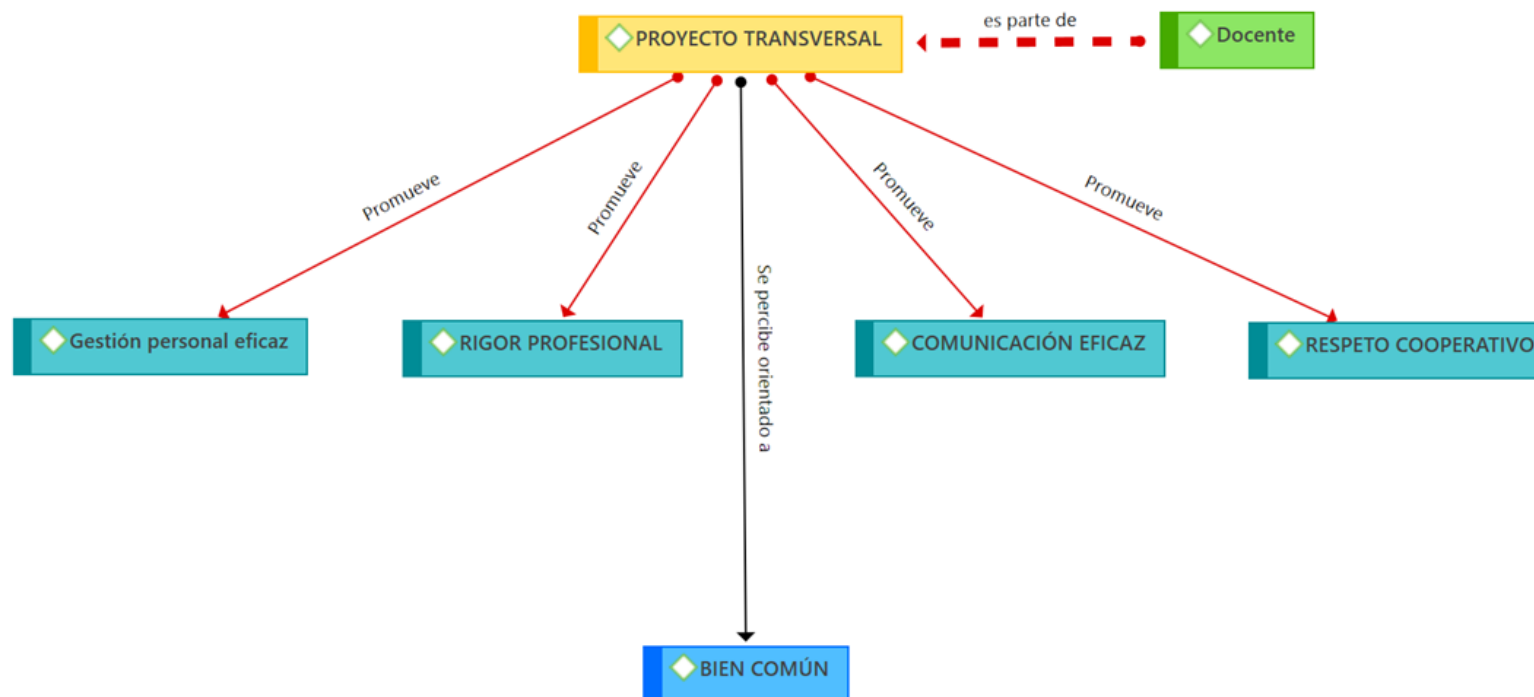 PROYECTO TRANSVERSAL
es parte de
Docente
Promueve
Promueve
Promueve
Promueve
Se percibe orientado a
Gestión personal eficaz
RIGOR PROFESIONAL
COMUNICACIÓN EFICAZ
RESPETO COOPERATIVO
BIEN COMÚN